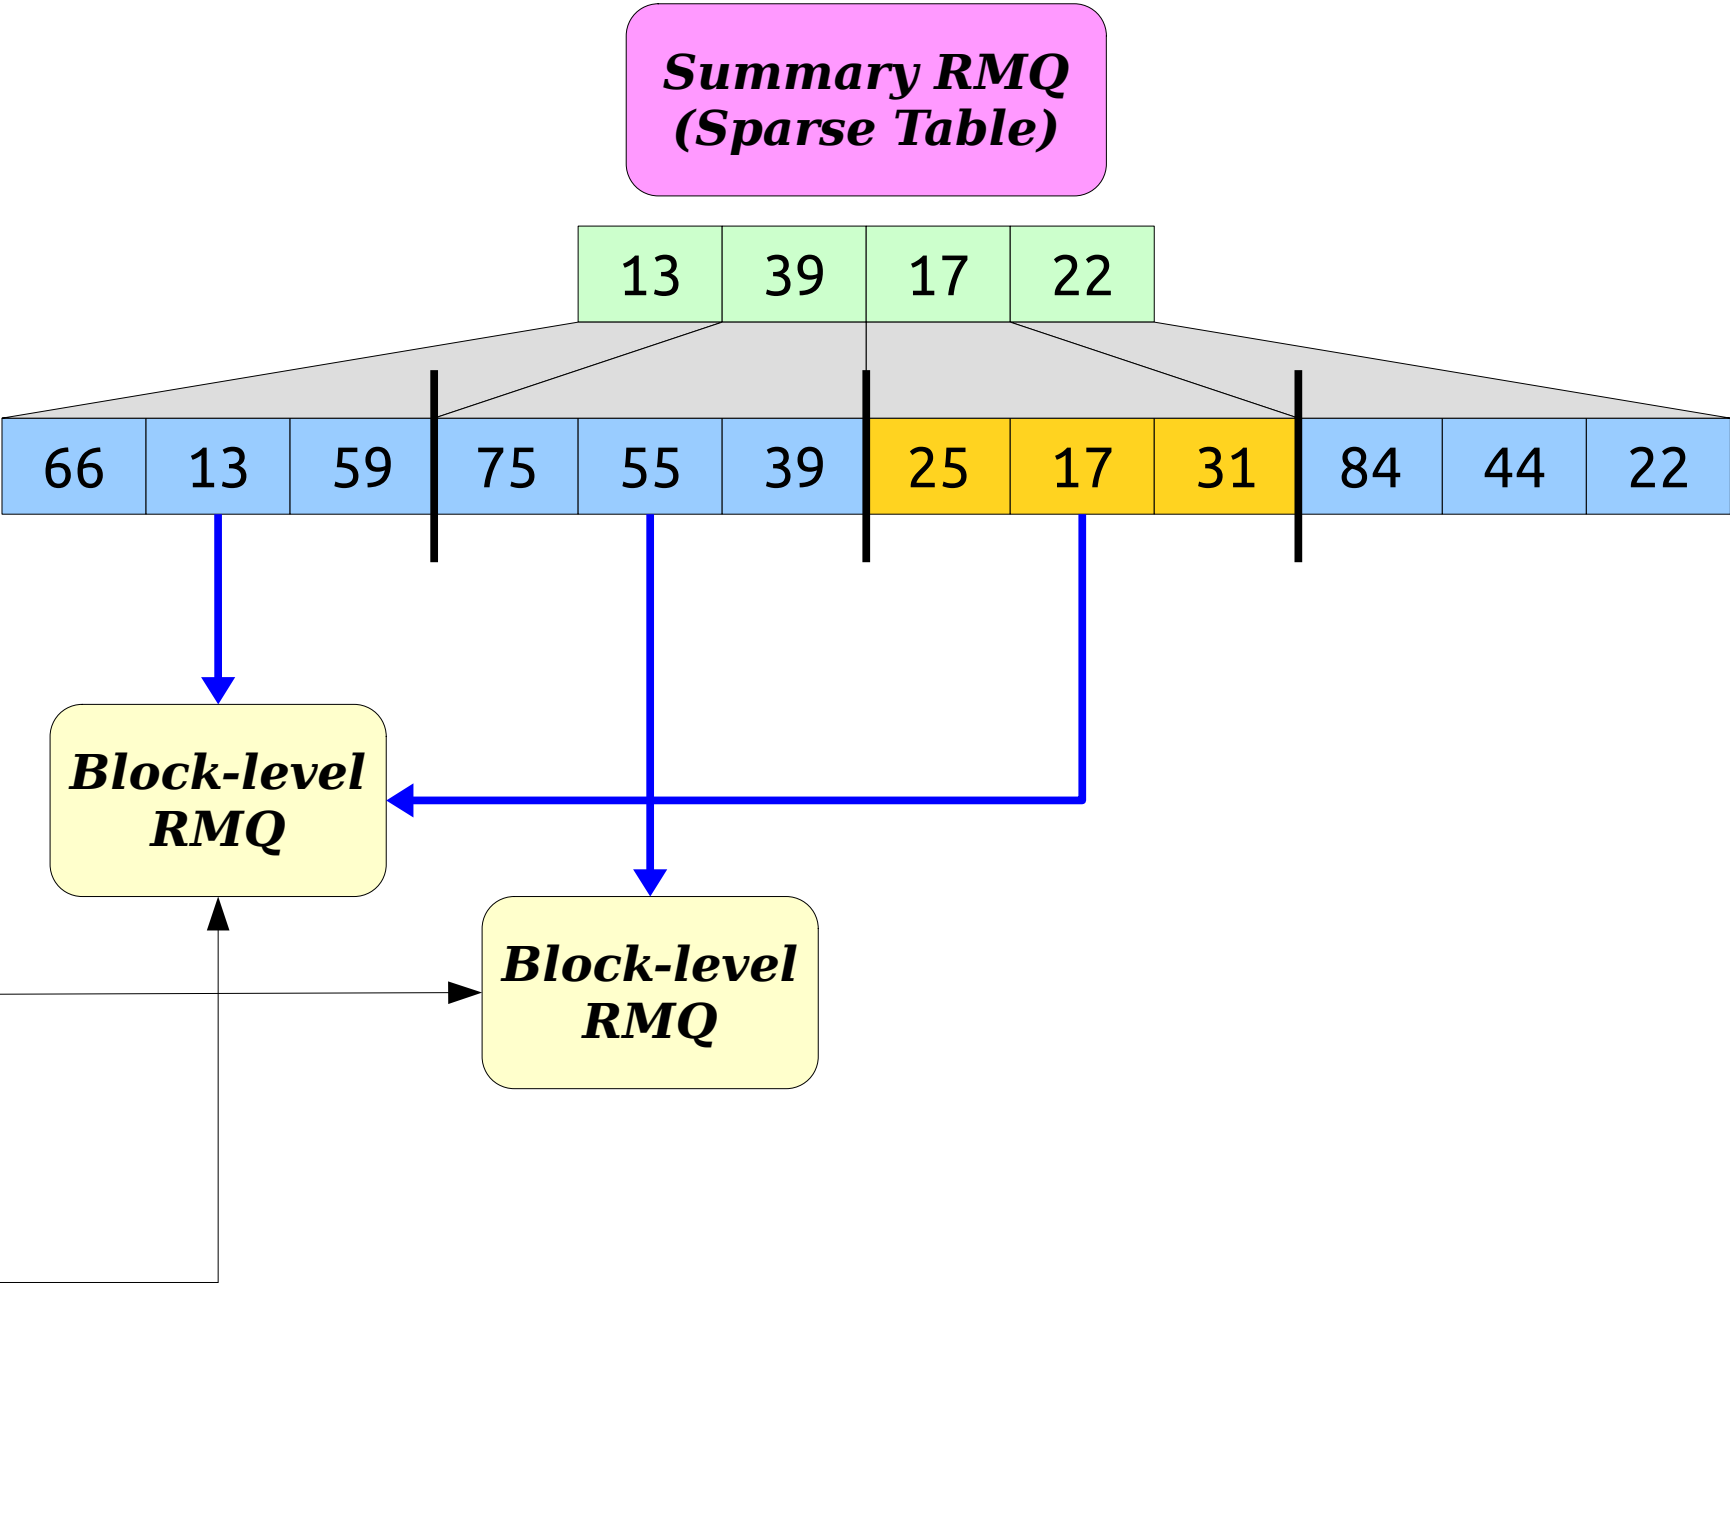 Summary RMQ
(Sparse Table)
13 39 17 22
66 13 59 75 55 39 25 17 31 84 44 22
Block-level
RMQ
Block-level
RMQ